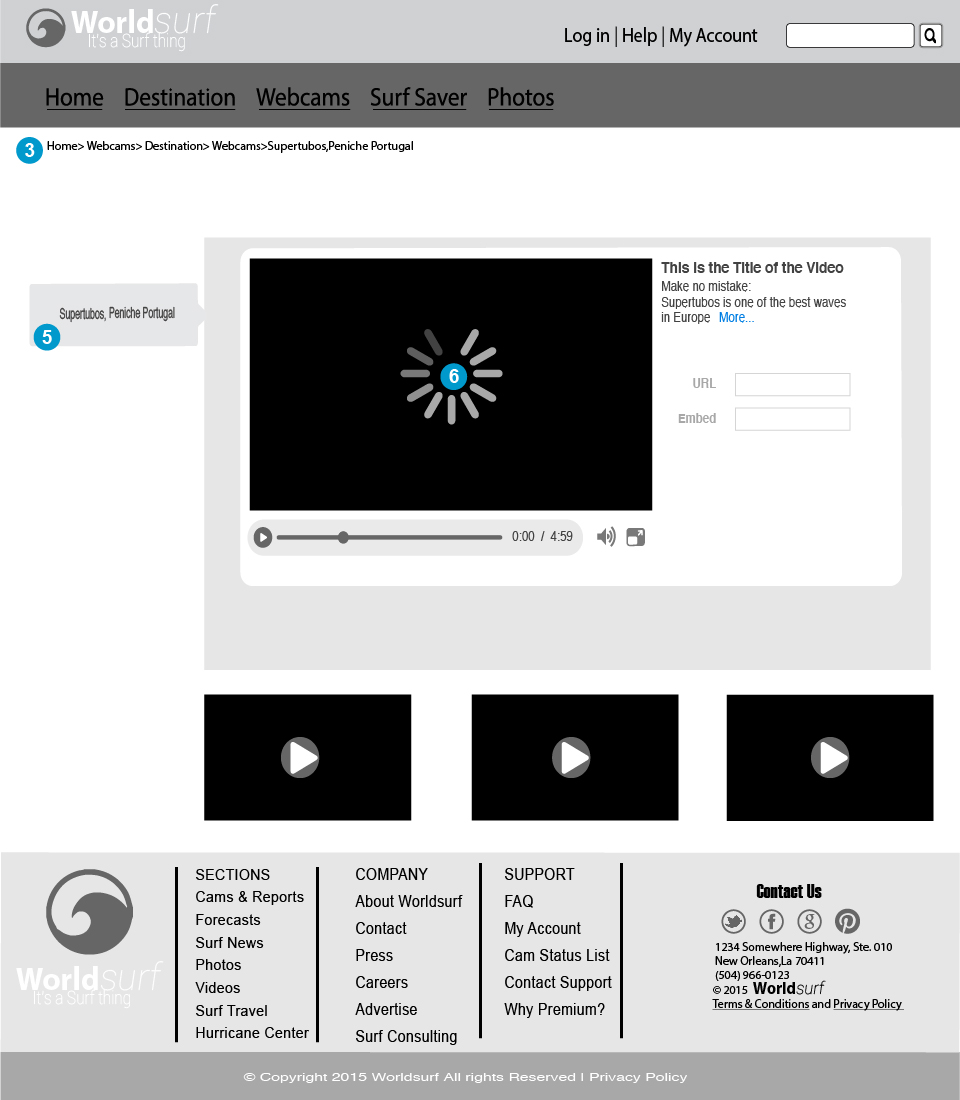 Worldsurf
It's a Surf thing
Log in | Help | My Account
Home Destination Webcams Surf Saver Photos
3 Home> Webcams> Destination> Webcams>Supertubos,Peniche Portugal
Supertubos, Peniche Portugal
5
6
This is the Title of the Video
Make no mistake:
Supertubos is one of the best waves
in Europe More...
URL
Embed
0:00 / 4:59
Worldsurf
It's a Surf thing
SECTIONS
Cams & Reports
Forecasts
Surf News
Photos
Videos
Surf Travel
Hurricane Center
COMPANY
About Worldsurf
Contact
Press
Careers
Advertise
Surf Consulting
SUPPORT
FAQ
My Account
Cam Status List
Contact Support
Why Premium?
Contact Us
1234 Somewhere Highway, Ste. 010
New Orleans,La 70411
(504) 966-0123
© 2015 Worldsurf
Terms & Conditions and Privacy Policy
© Copyright 2015 Worldsurf All rights Reserved | Privacy Policy